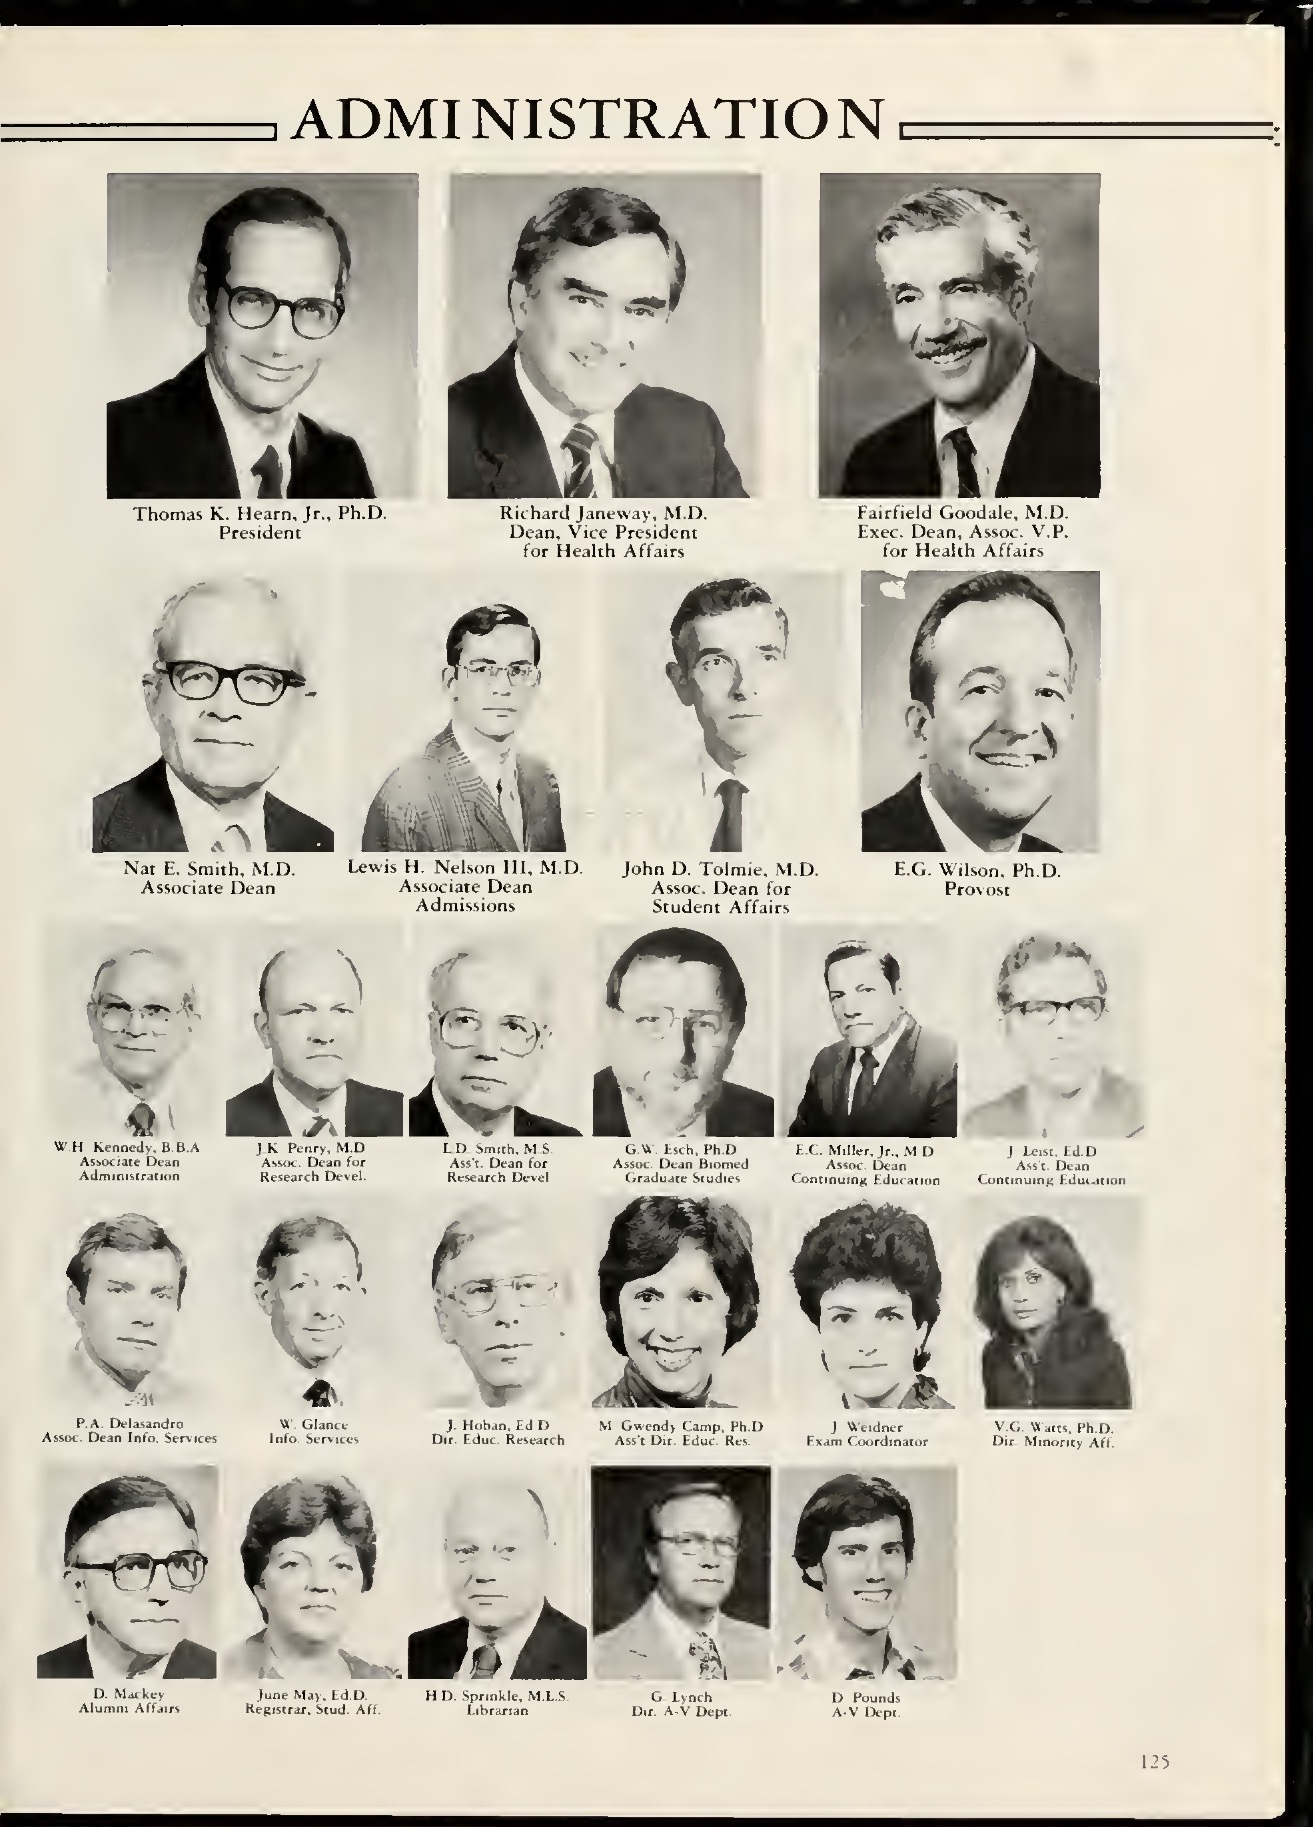 ADMINISTRATION
Thomas K. Hearn, Jr., Ph.D.
President
Richard Janeway, M.D.
Dean, Vice President
for Health Affairs
Fairfield Goodale, M.D.
Exec. Dean, Assoc. V.P.
for Health Affairs
Nat E. Smith, M.D.
Associate Dean
Lewis H. Nelson III, M.D.
Associate Dean
Admissions
John D. Tolmie, M.D.
Assoc. Dean for
Student Affairs
E.G. Wilson, Ph.D.
Provost
W.H. Kennedy, B.B.A
Associate Dean
Administration
J.K. Penry, M.D
Assoc. Dean for
Research Devel.
L.D. Smith, M.S.
Ass't. Dean for
Research Devel
G.W. Esch, Ph.D
Assoc. Dean Biomed
Graduate Studies
E.C. Miller, Jr., M D
Assoc. Dean
Continuing Education
J Leist, Ed.D
Ass't. Dean
Continuing Education
P.A. Delasandro
Assoc. Dean Info. Services
W. Glance
Info. Services
J. Hoban, Ed D
Dir. Educ. Research
M Gwendy Camp, Ph.D
Ass't Dir. Educ. Res.
J Weidner
Exam Coordinator
V.G. Watts, Ph.D.
Dir. Minority Aff.
D. Mackey
Alumni Affairs
June May, Ed.D.
Registrar, Stud. Aff.
H D. Sprinkle, M.L.S.
Librarian
G. Lynch
Dir. A-V Dept.
D Pounds
A-V Dept.
125